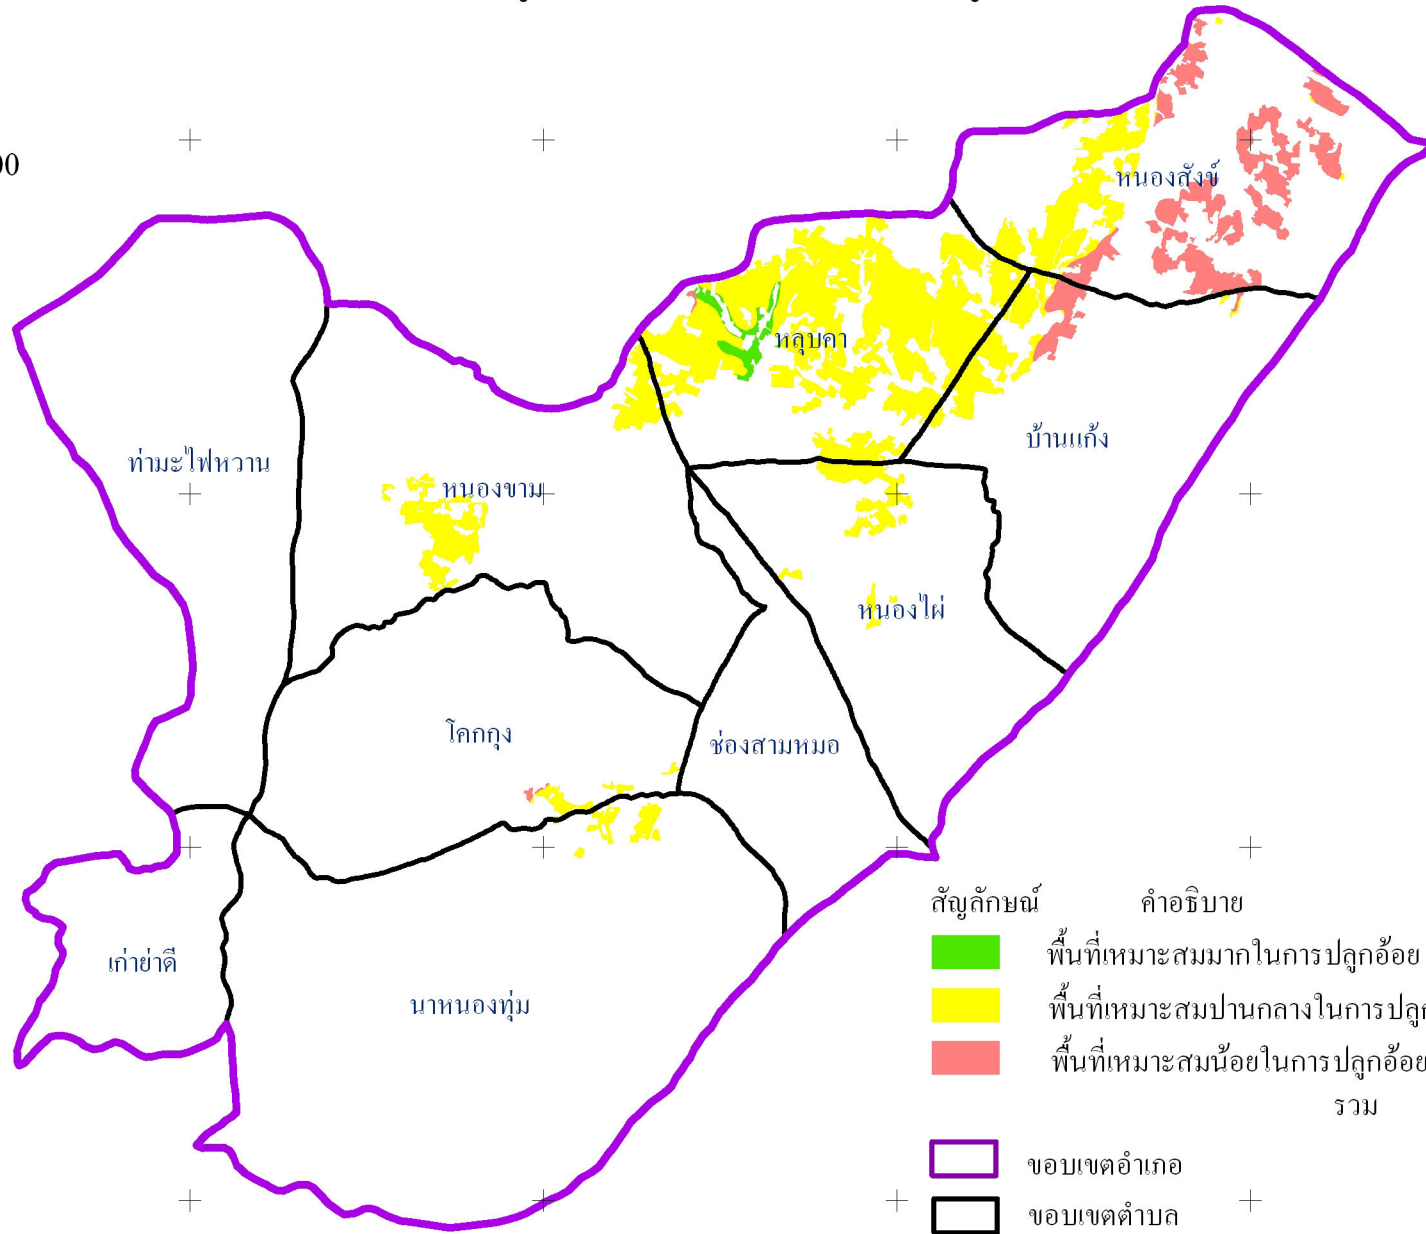 00
หนองสังข์
หลุบคา
บ้านแก้ง
ท่ามะไฟหวาน
หนองขาม
หนองไผ่
โคกกุง
ช่องสามหมอ
เก่าย่าดี
นาหนองทุ่ม
สัญลักษณ์ คำอธิบาย
พื้นที่เหมาะสมมากในการปลูกอ้อย
พื้นที่เหมาะสมปานกลางในการปลูก
พื้นที่เหมาะสมน้อยในการปลูกอ้อย
รวม
ขอบเขตอำเภอ
ขอบเขตตำบล